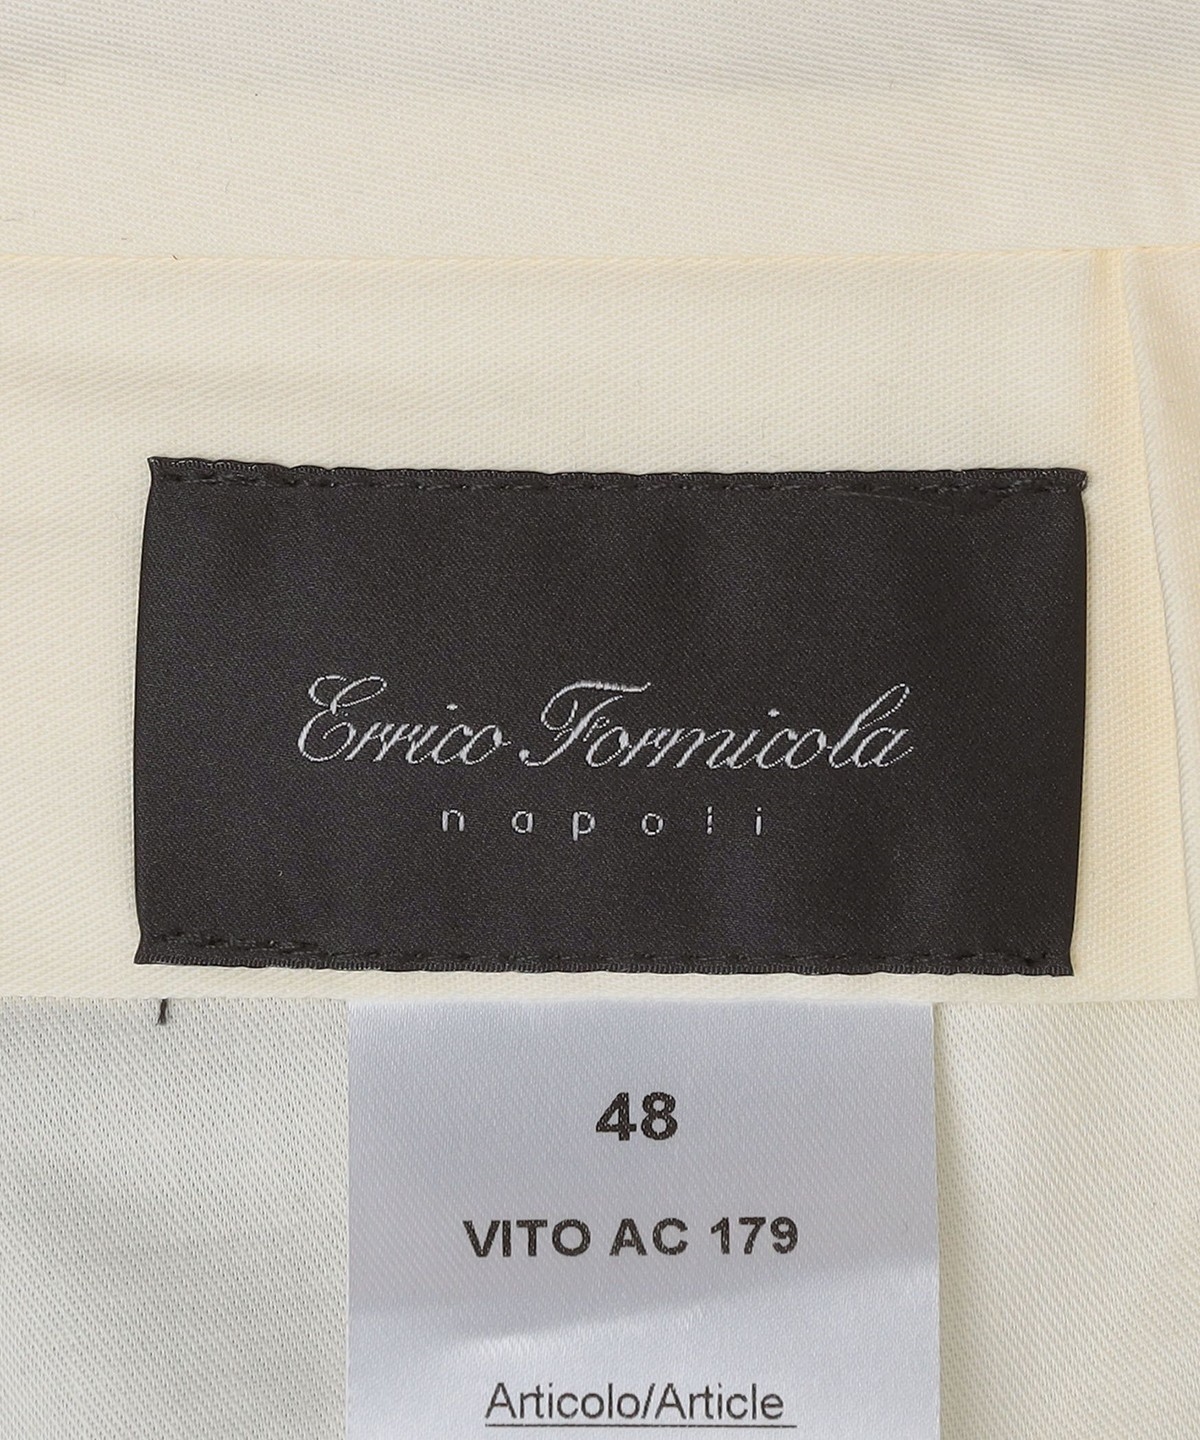 Errico Formicola
napoli
48
VITO AC 179
Articolo/Article